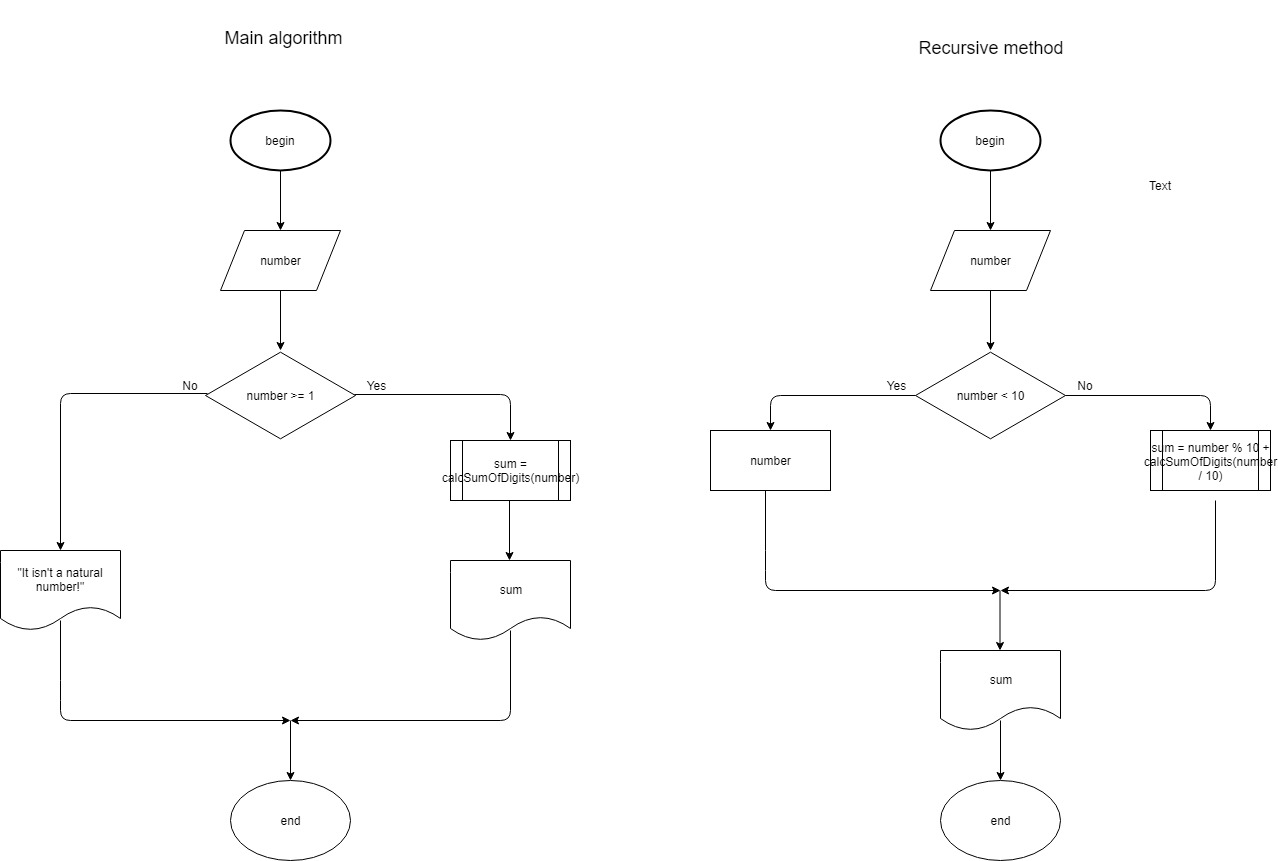 Main algorithm
begin
number
number >= 1
No
Yes
sum =
calcSumOfDigits(number)
"It isn't a natural
number!"
sum
end
Recursive method
begin
Text
number
number < 10
Yes
No
number
sum = number % 10 +
calcSumOfDigits(number
/ 10)
sum
end